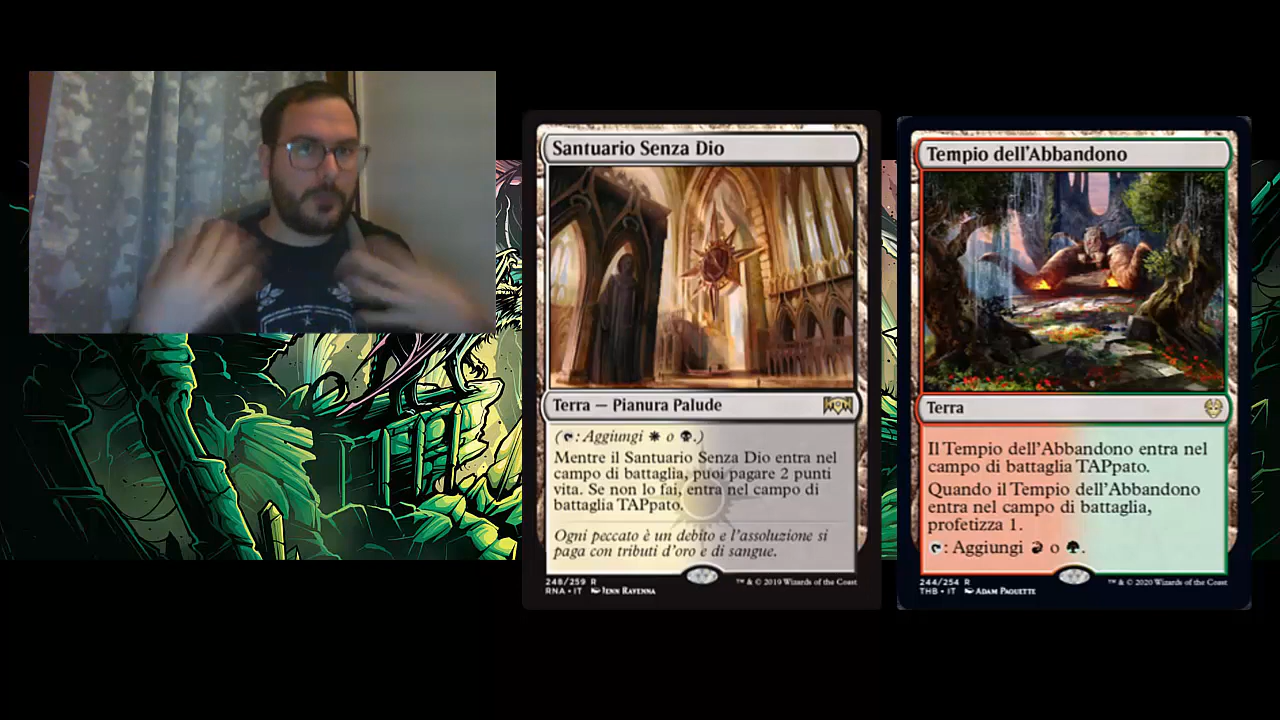 Santuario Senza Dio
Terra — Pianura Palude
( : Aggiungi o .)
Mentre il Santuario Senza Dio entra nel
campo di battaglia, puoi pagare 2 punti
vita. Se non lo fai, entra nel campo di
battaglia TAPpato.
Ogni peccato è un debito e l'assoluzione si
paga con tributi d'oro e di sangue.
248/259 R
RNA • IT Jenn Ravenna
™ & © 2019 Wizards of the Coast
Tempio dell'Abbandono
Terra
Il Tempio dell'Abbandono entra nel
campo di battaglia TAPpato.
Quando il Tempio dell'Abbandono
entra nel campo di battaglia,
profetizza 1.
: Aggiungi o .
244/254 R
THB • IT Adam Paquette
™ & © 2020 Wizards of the Coast